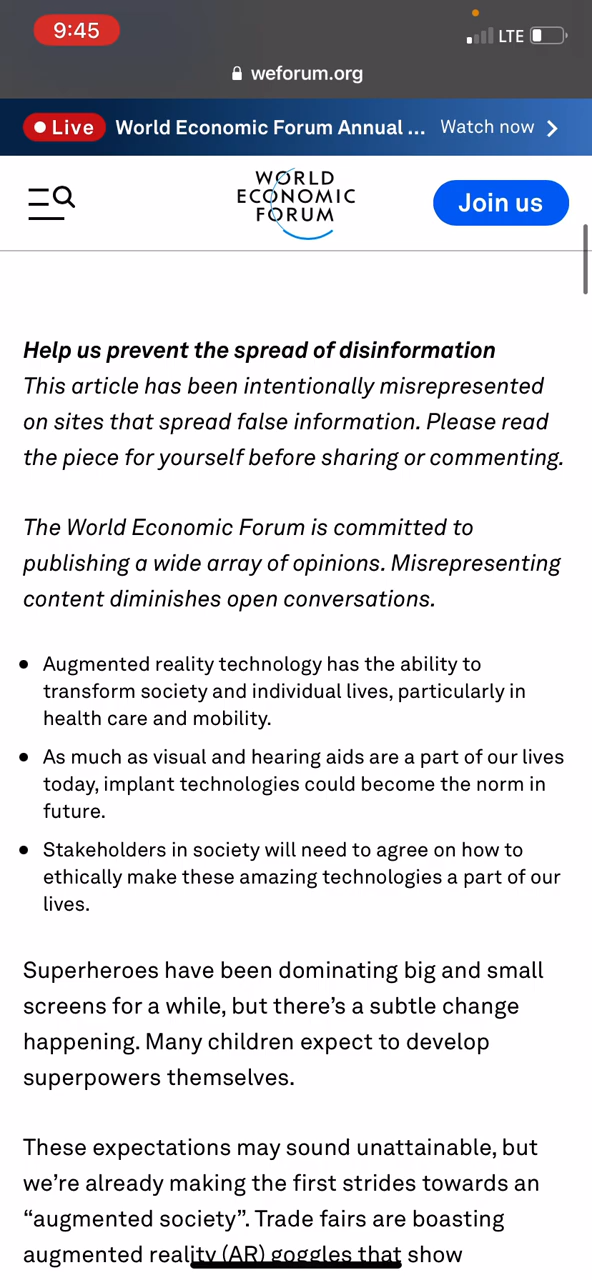 9:45
LTE
weforum.org
Live World Economic Forum Annual ... Watch now
WORLD
ECONOMIC
FORUM
Join us
Help us prevent the spread of disinformation
This article has been intentionally misrepresented
on sites that spread false information. Please read
the piece for yourself before sharing or commenting.
The World Economic Forum is committed to
publishing a wide array of opinions. Misrepresenting
content diminishes open conversations.
• Augmented reality technology has the ability to
transform society and individual lives, particularly in
health care and mobility.
• As much as visual and hearing aids are a part of our lives
today, implant technologies could become the norm in
future.
• Stakeholders in society will need to agree on how to
ethically make these amazing technologies a part of our
lives.
Superheroes have been dominating big and small
screens for a while, but there’s a subtle change
happening. Many children expect to develop
superpowers themselves.
These expectations may sound unattainable, but
we’re already making the first strides towards an
“augmented society”. Trade fairs are boasting
augmented reality (AR) goggles that show